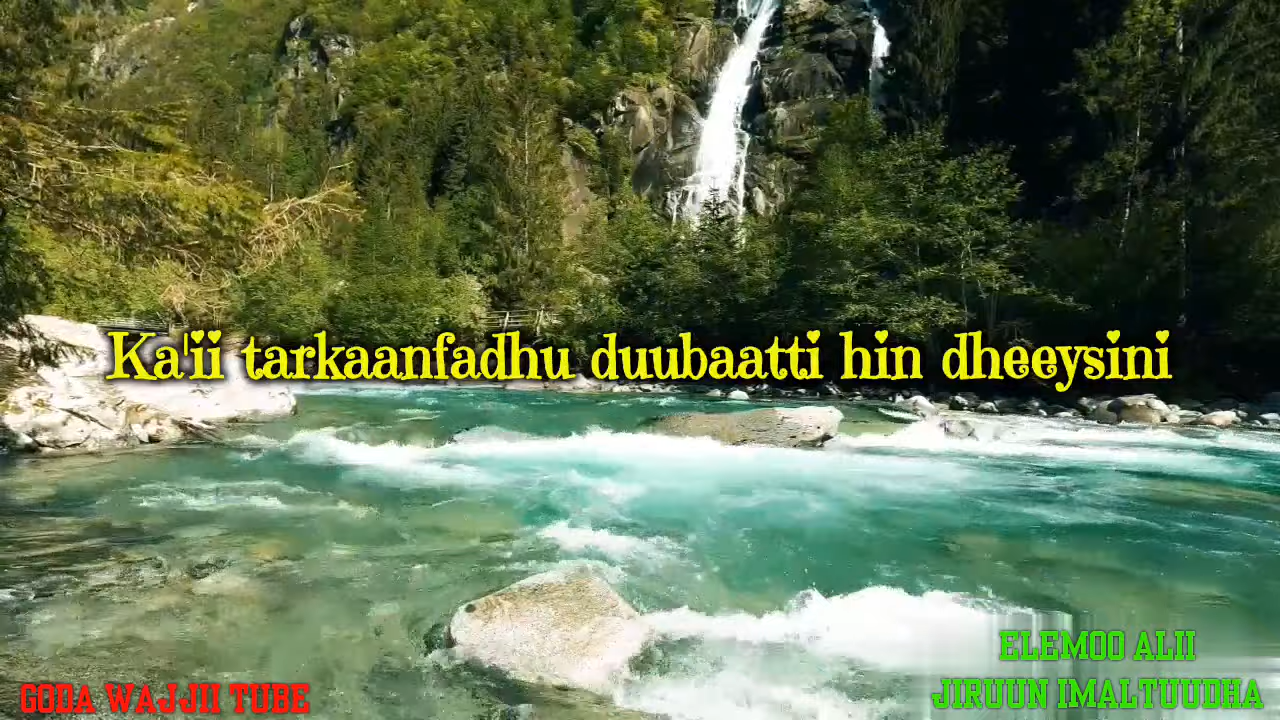 Ka'ii tarkaanfadhu duubaatti hin dheeysini
ELEMOO ALII
JIRUUN IMALTUUDHA
GODA WAJJII TUBE